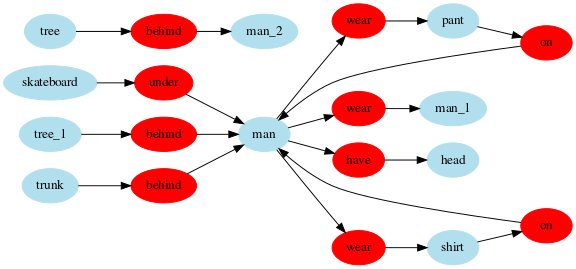 tree behind man_2 wear pant
on
skateboard under
tree_1 behind man wear man_1
trunk behind have head
on
wear shirt